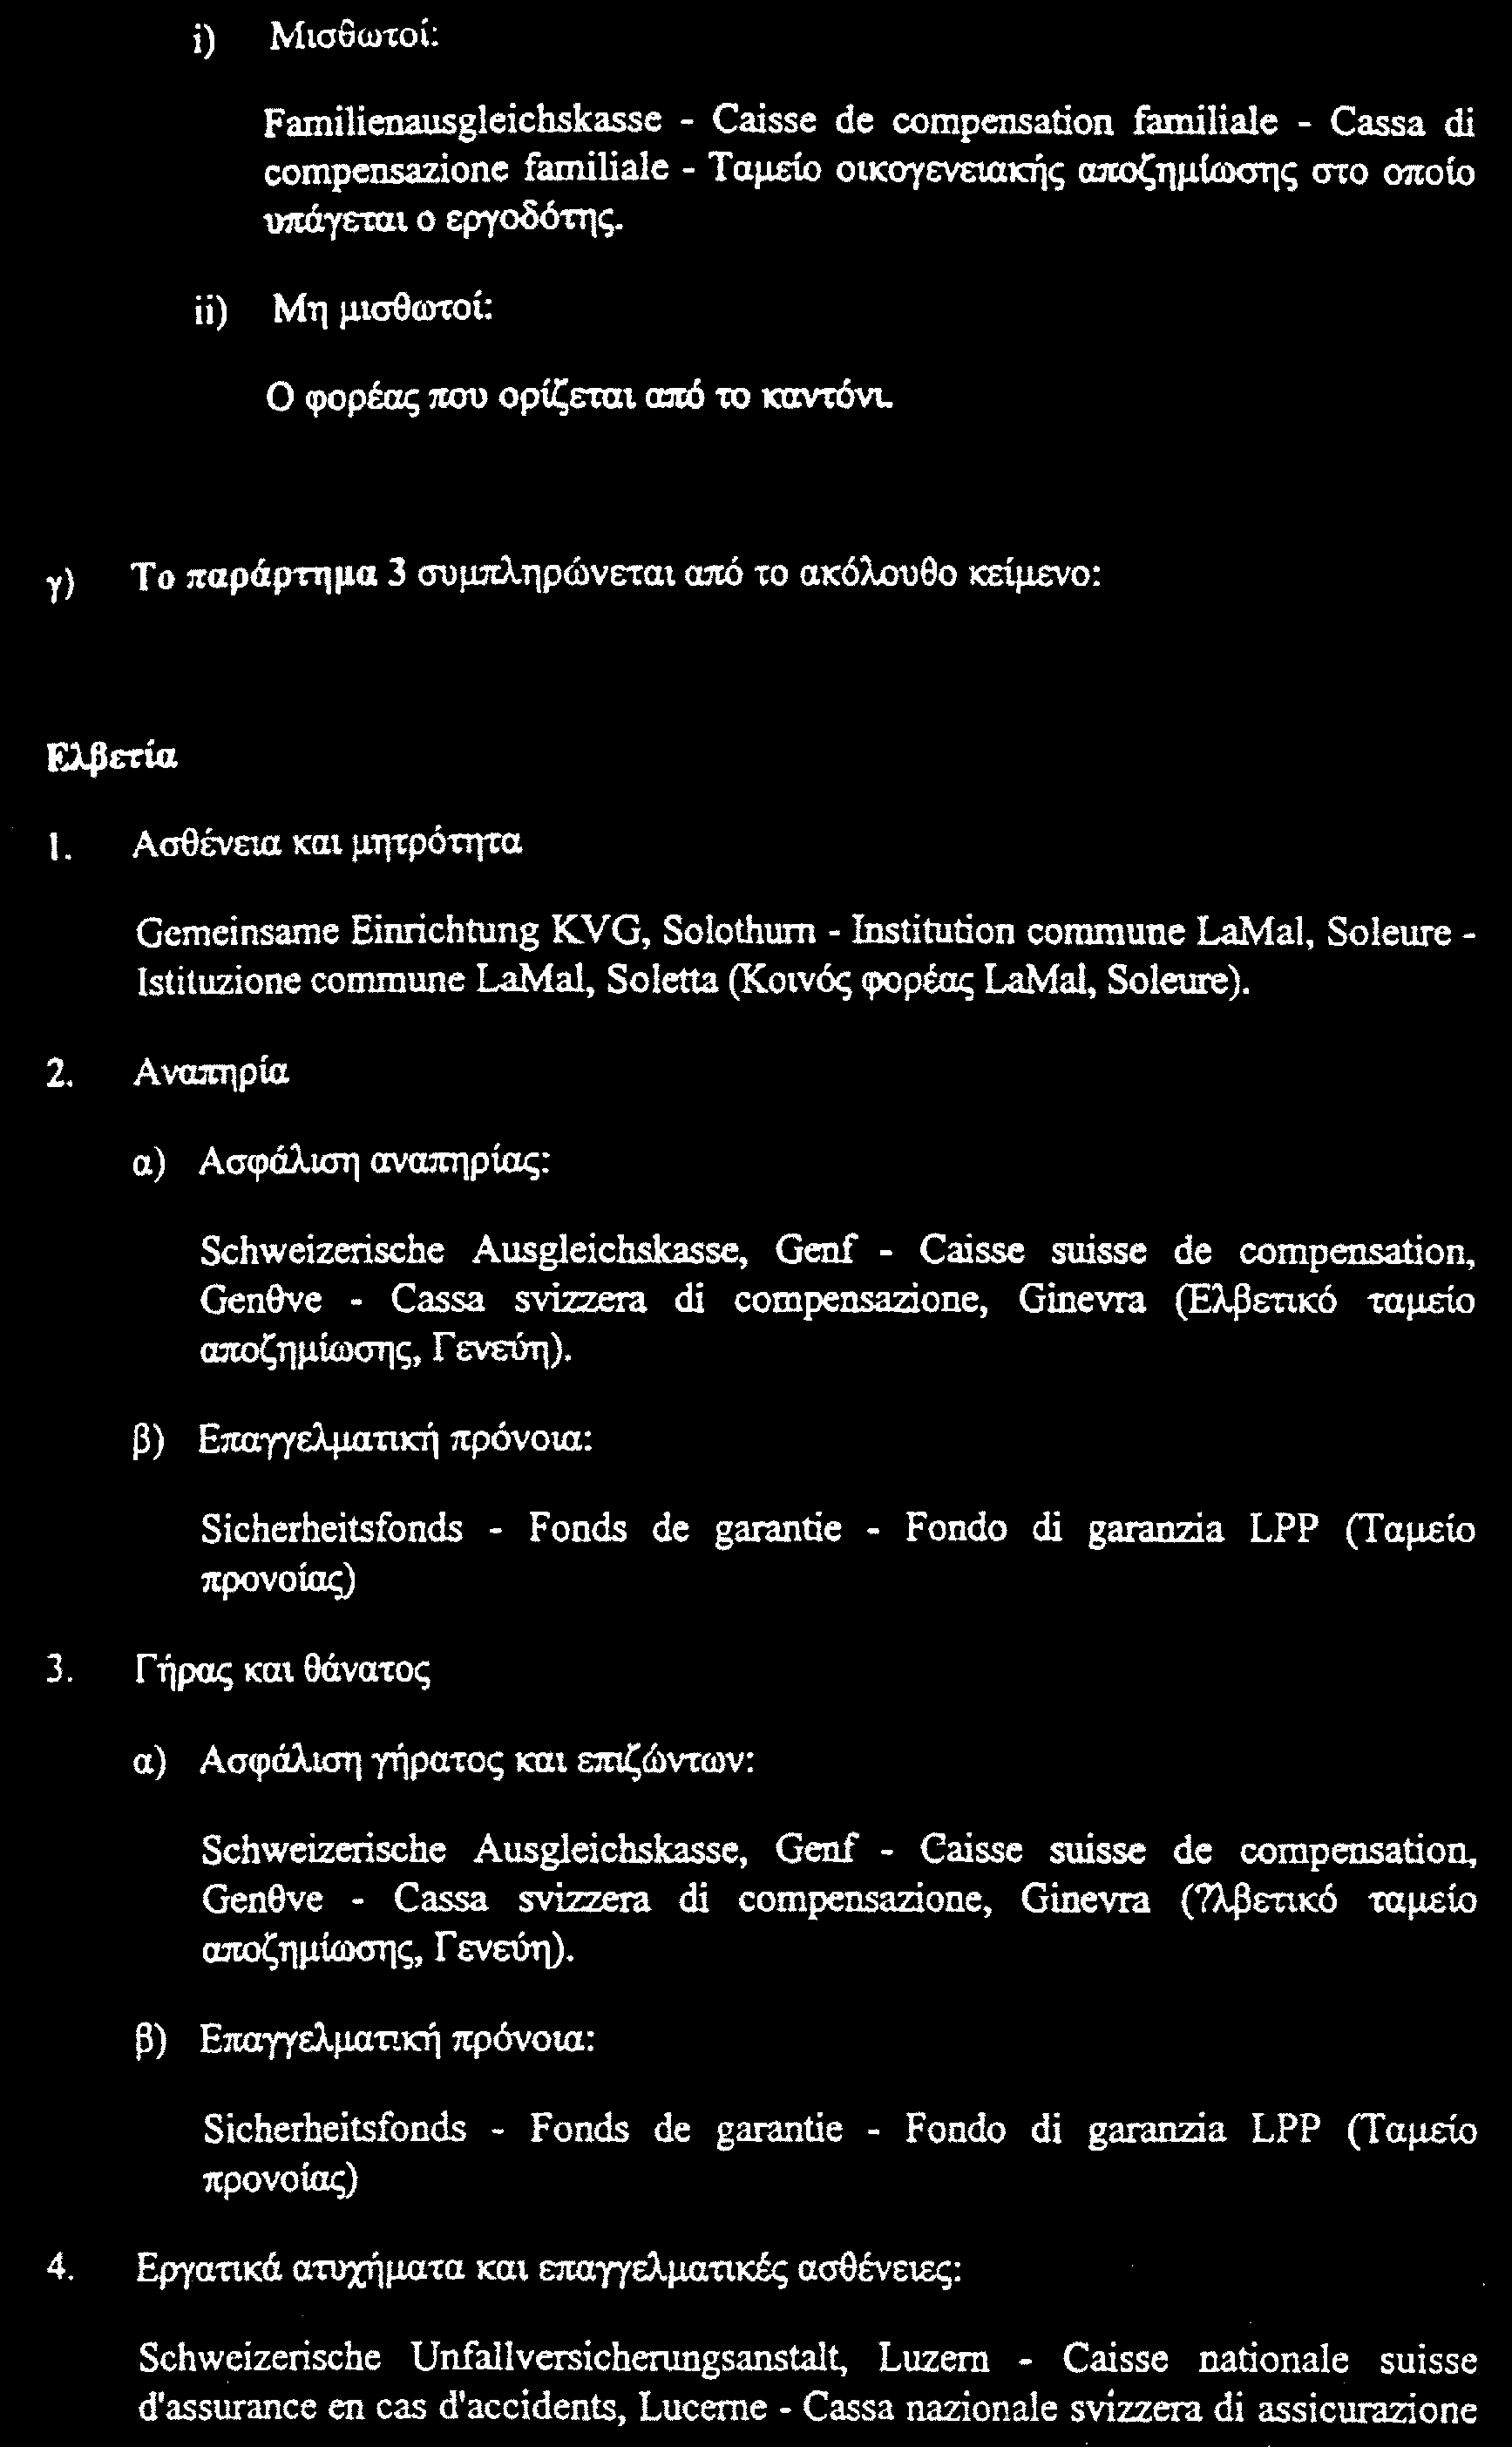 i) Μισθωτοί:
Familienausgleichskasse - Caisse de compensation familiale - Cassa di
compensazione familiale - Ταμείο οικογενειακής αποζημίωσης στο οποίο
υπάγεται ο εργοδότης.
ii) Μη μισθωτοί:
Ο φορέας που ορίζεται από το καντόνι.
γ) Το παράρτημα 3 συμπληρώνεται από το ακόλουθο κείμενο:
Ελβετία
1. Ασθένεια και μητρότητα
Gemeinsame Einrichtung KVG, Solothurn - Institution commune LaMal, Soleure -
Istituzione commune LaMal, Soletta (Κοινός φορέας LaMal, Soleure).
2. Αναπηρία
α) Ασφάλιση αναπηρίας:
Schweizerische Ausgleichskasse, Genf - Caisse suisse de compensation,
Genθve - Cassa svizzera di compensazione, Ginevra (Ελβετικό ταμείο
αποζημίωσης, Γενεύη).
β) Επαγγελματική πρόνοια:
Sicherheitsfonds - Fonds de garantie - Fondo di garanzia LPP (Ταμείο
προνοίας)
3. Γήρας και θάνατος
α) Ασφάλιση γήρατος και επιζώντων:
Schweizerische Ausgleichskasse, Genf - Caisse suisse de compensation,
Genθve - Cassa svizzera di compensazione, Ginevra (?λβετικό ταμείο
αποζημίωσης, Γενεύη).
β) Επαγγελματική πρόνοια:
Sicherheitsfonds - Fonds de garantie - Fondo di garanzia LPP (Ταμείο
προνοίας)
4. Εργατικά ατυχήματα και επαγγελματικές ασθένειες:
Schweizerische Unfallversicherungsanstalt, Luzern - Caisse nationale suisse
d'assurance en cas d'accidents, Lucerne - Cassa nazionale svizzera di assicurazione